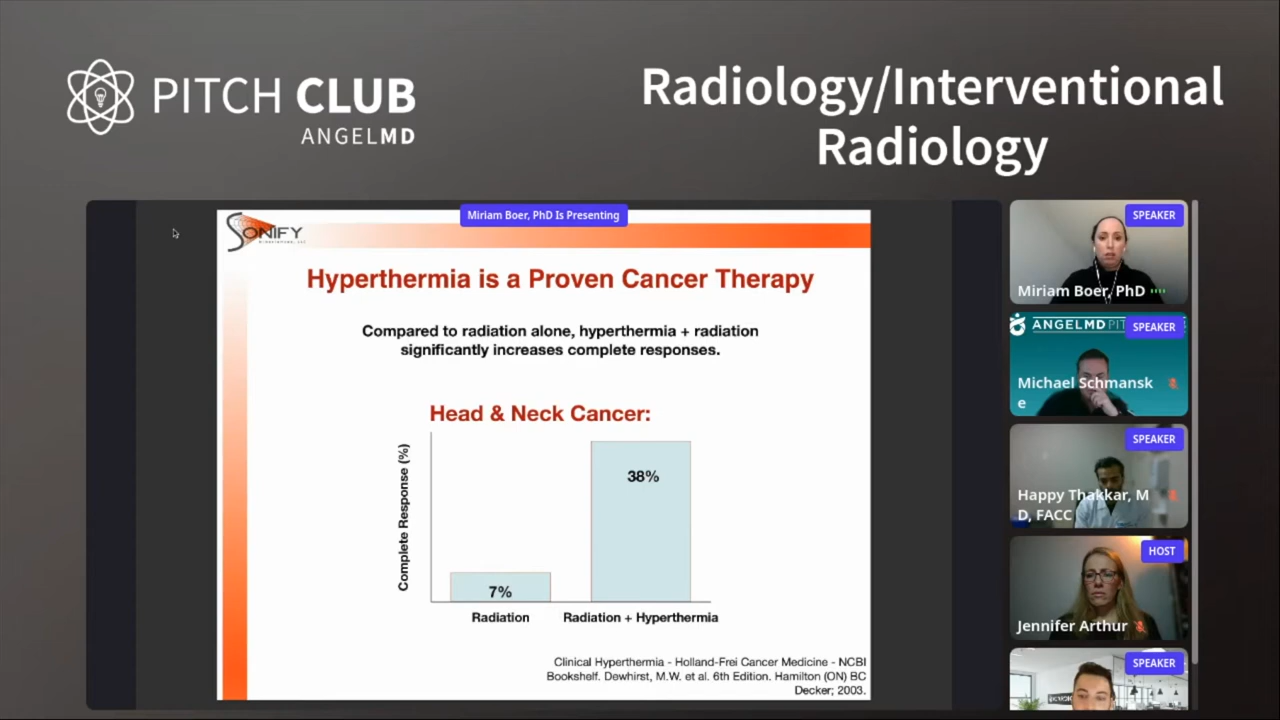 PITCH CLUB
ANGELMD
Radiology/Interventional
Radiology
Miriam Boer, PhD Is Presenting
SONIFY
Hyperthermia is a Proven Cancer Therapy
Compared to radiation alone, hyperthermia + radiation
significantly increases complete responses.
Head & Neck Cancer:
Complete Response (%)
38%
7%
Radiation
Radiation + Hyperthermia
Clinical Hyperthermia - Holland-Frei Cancer Medicine - NCBI
Bookshelf. Dewhirst, M.W. et al. 6th Edition. Hamilton (ON) BC
Decker; 2003.
SPEAKER
Miriam Boer, PhD
ANGELMD
SPEAKER
Michael Schmansk
e
SPEAKER
Happy Thakkar, M
D, FACC
HOST
Jennifer Arthur
SPEAKER